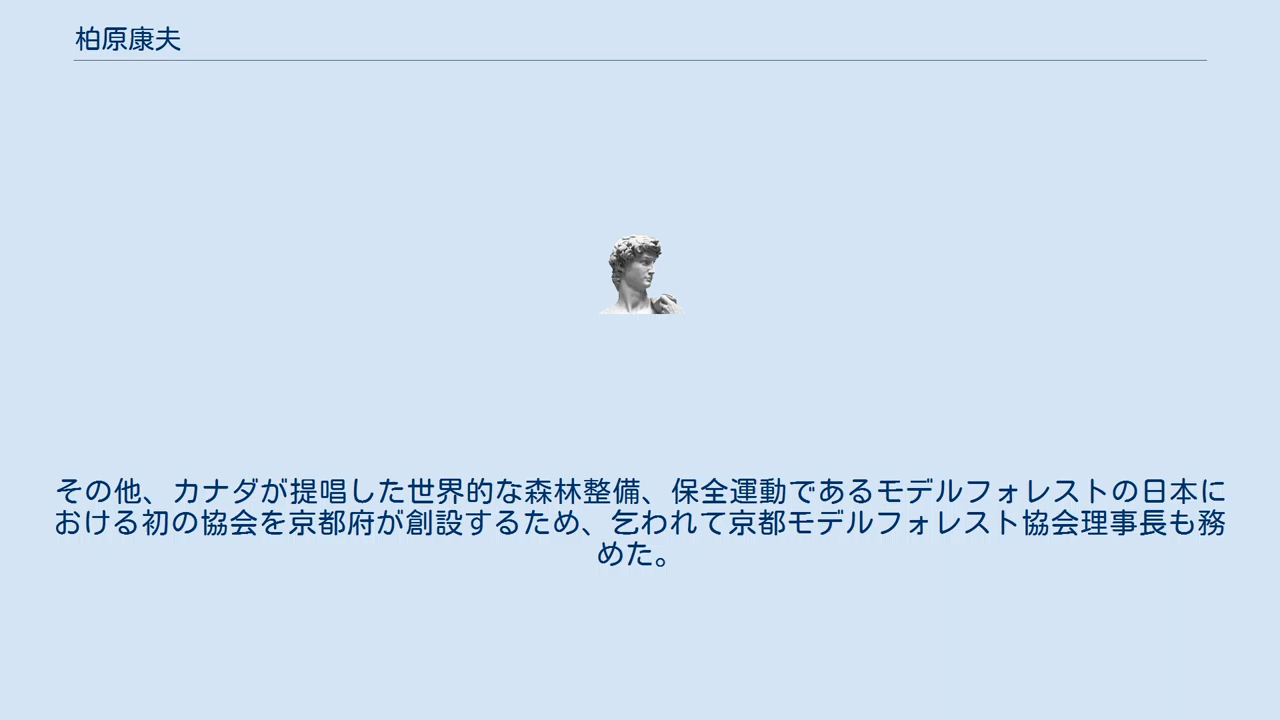 柏原康夫
その他、カナダが提唱した世界的な森林整備、保全運動であるモデルフォレストの日本に
おける初の協会を京都府が創設するため、乞われて京都モデルフォレスト協会理事長も務
めた。